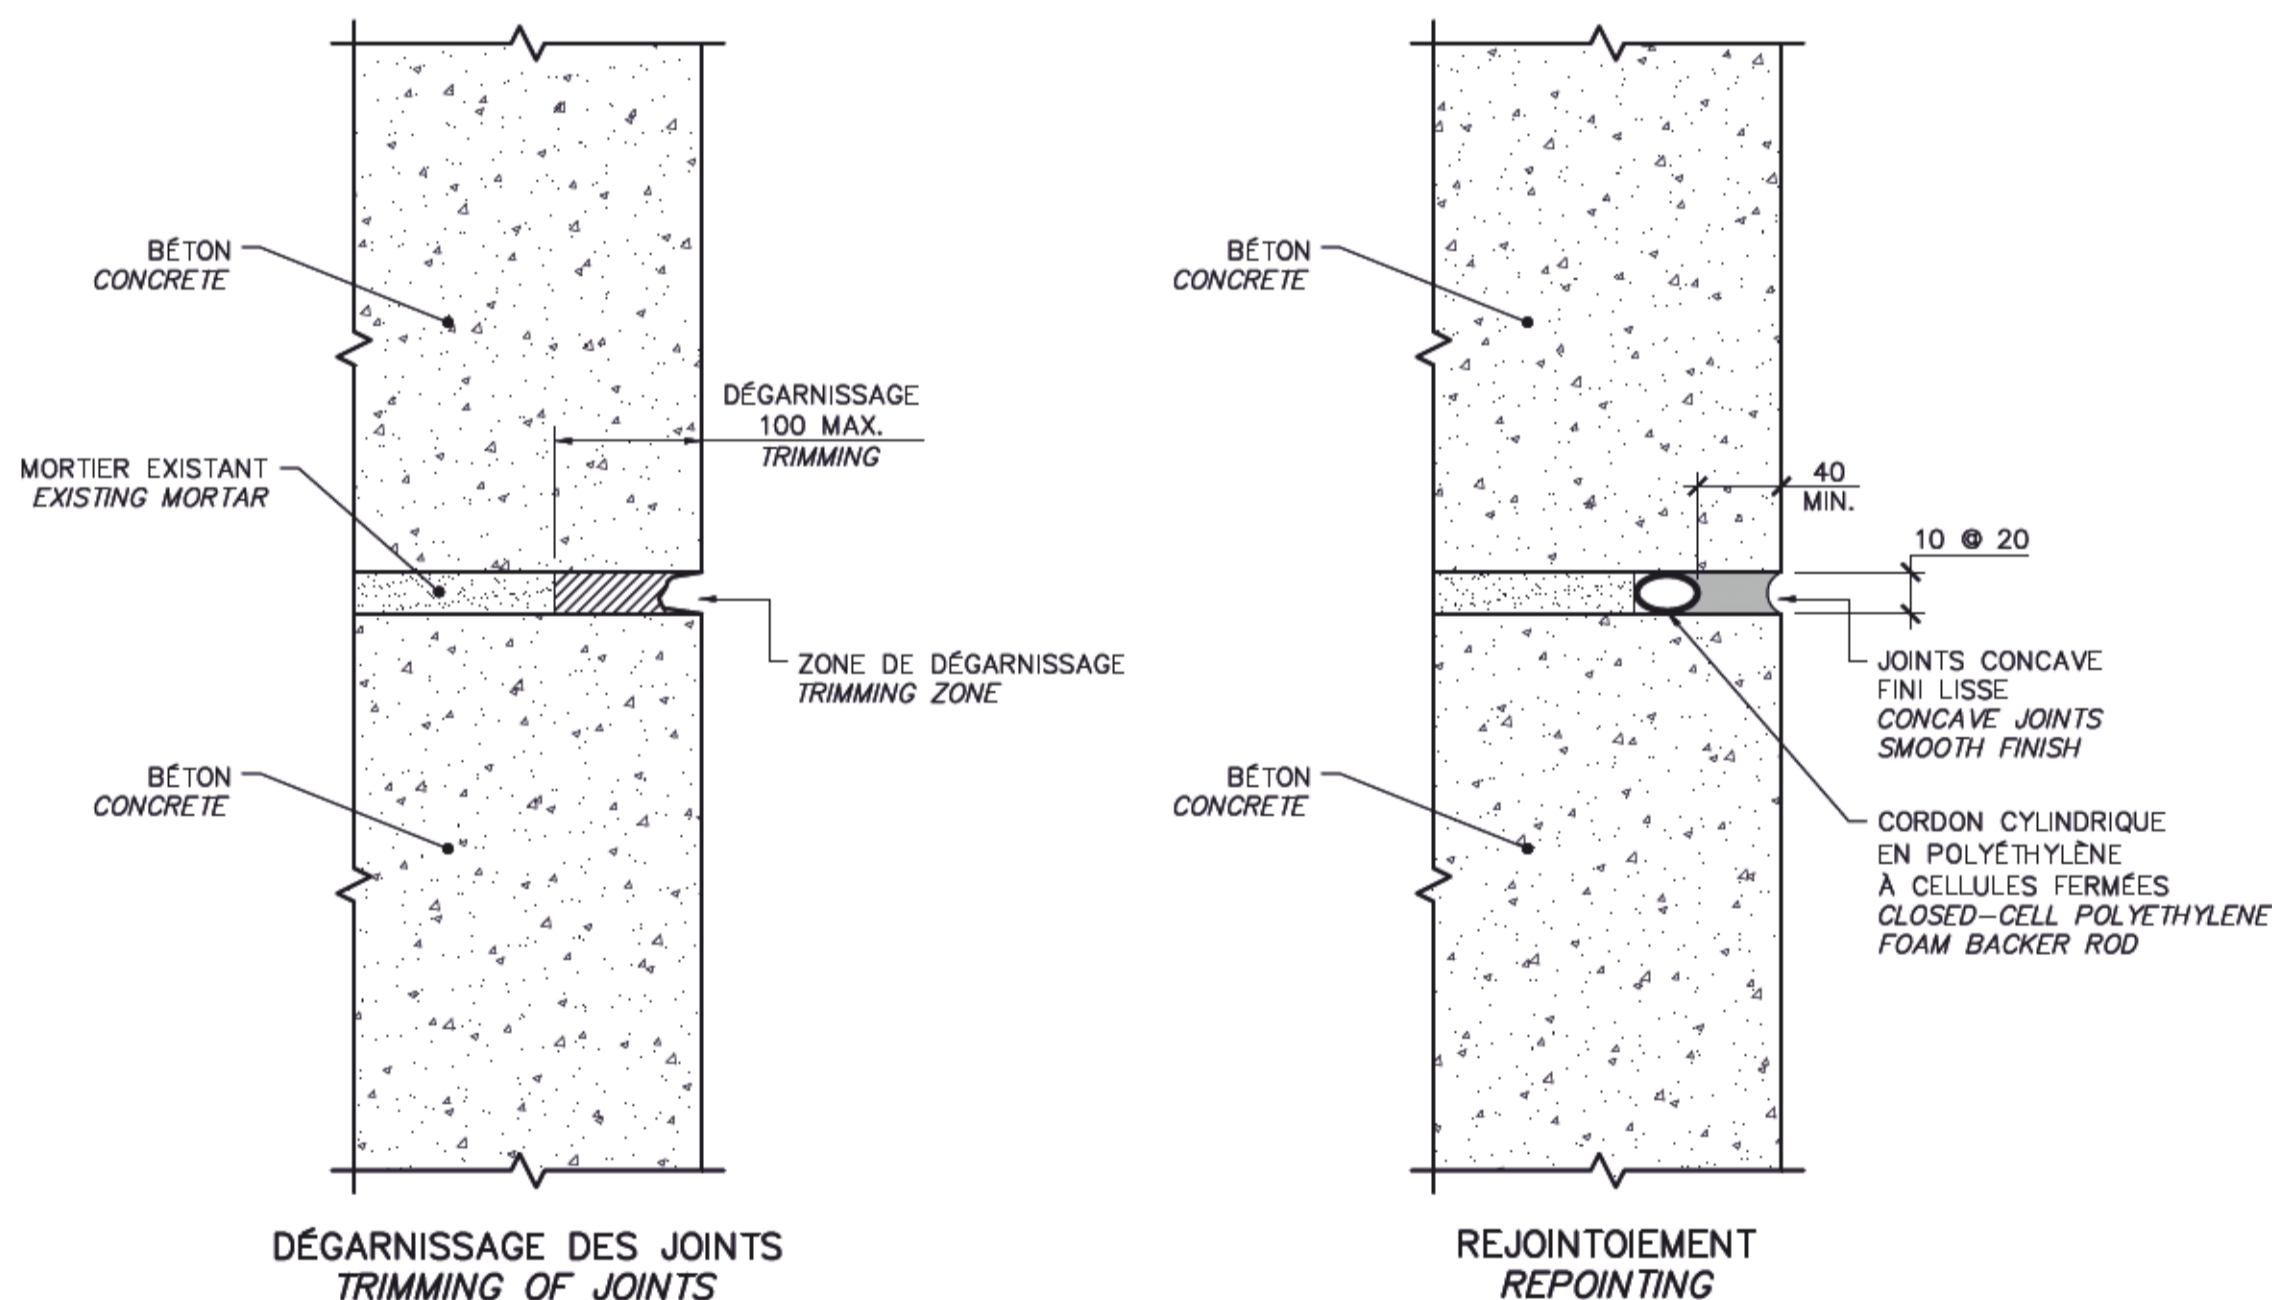 BÉTON
CONCRETE
DÉGARNISSAGE
100 MAX.
TRIMMING
MORTIER EXISTANT
EXISTING MORTAR
ZONE DE DÉGARNISSAGE
TRIMMING ZONE
BÉTON
CONCRETE
DÉGARNISSAGE DES JOINTS
TRIMMING OF JOINTS
BÉTON
CONCRETE
40
MIN.
10 @ 20
JOINTS CONCAVE
FINI LISSE
CONCAVE JOINTS
SMOOTH FINISH
BÉTON
CONCRETE
CORDON CYLINDRIQUE
EN POLYÉTHYLÈNE
À CELLULES FERMÉES
CLOSED-CELL POLYETHYLENE
FOAM BACKER ROD
REJOINTOIEMENT
REPOINTING